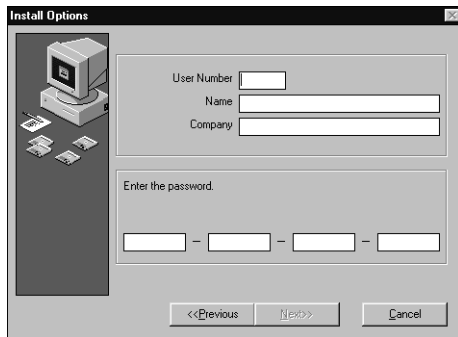 Install Options
User Number
Name
Company
Enter the password.
– – –
<<Previous Next>> Cancel